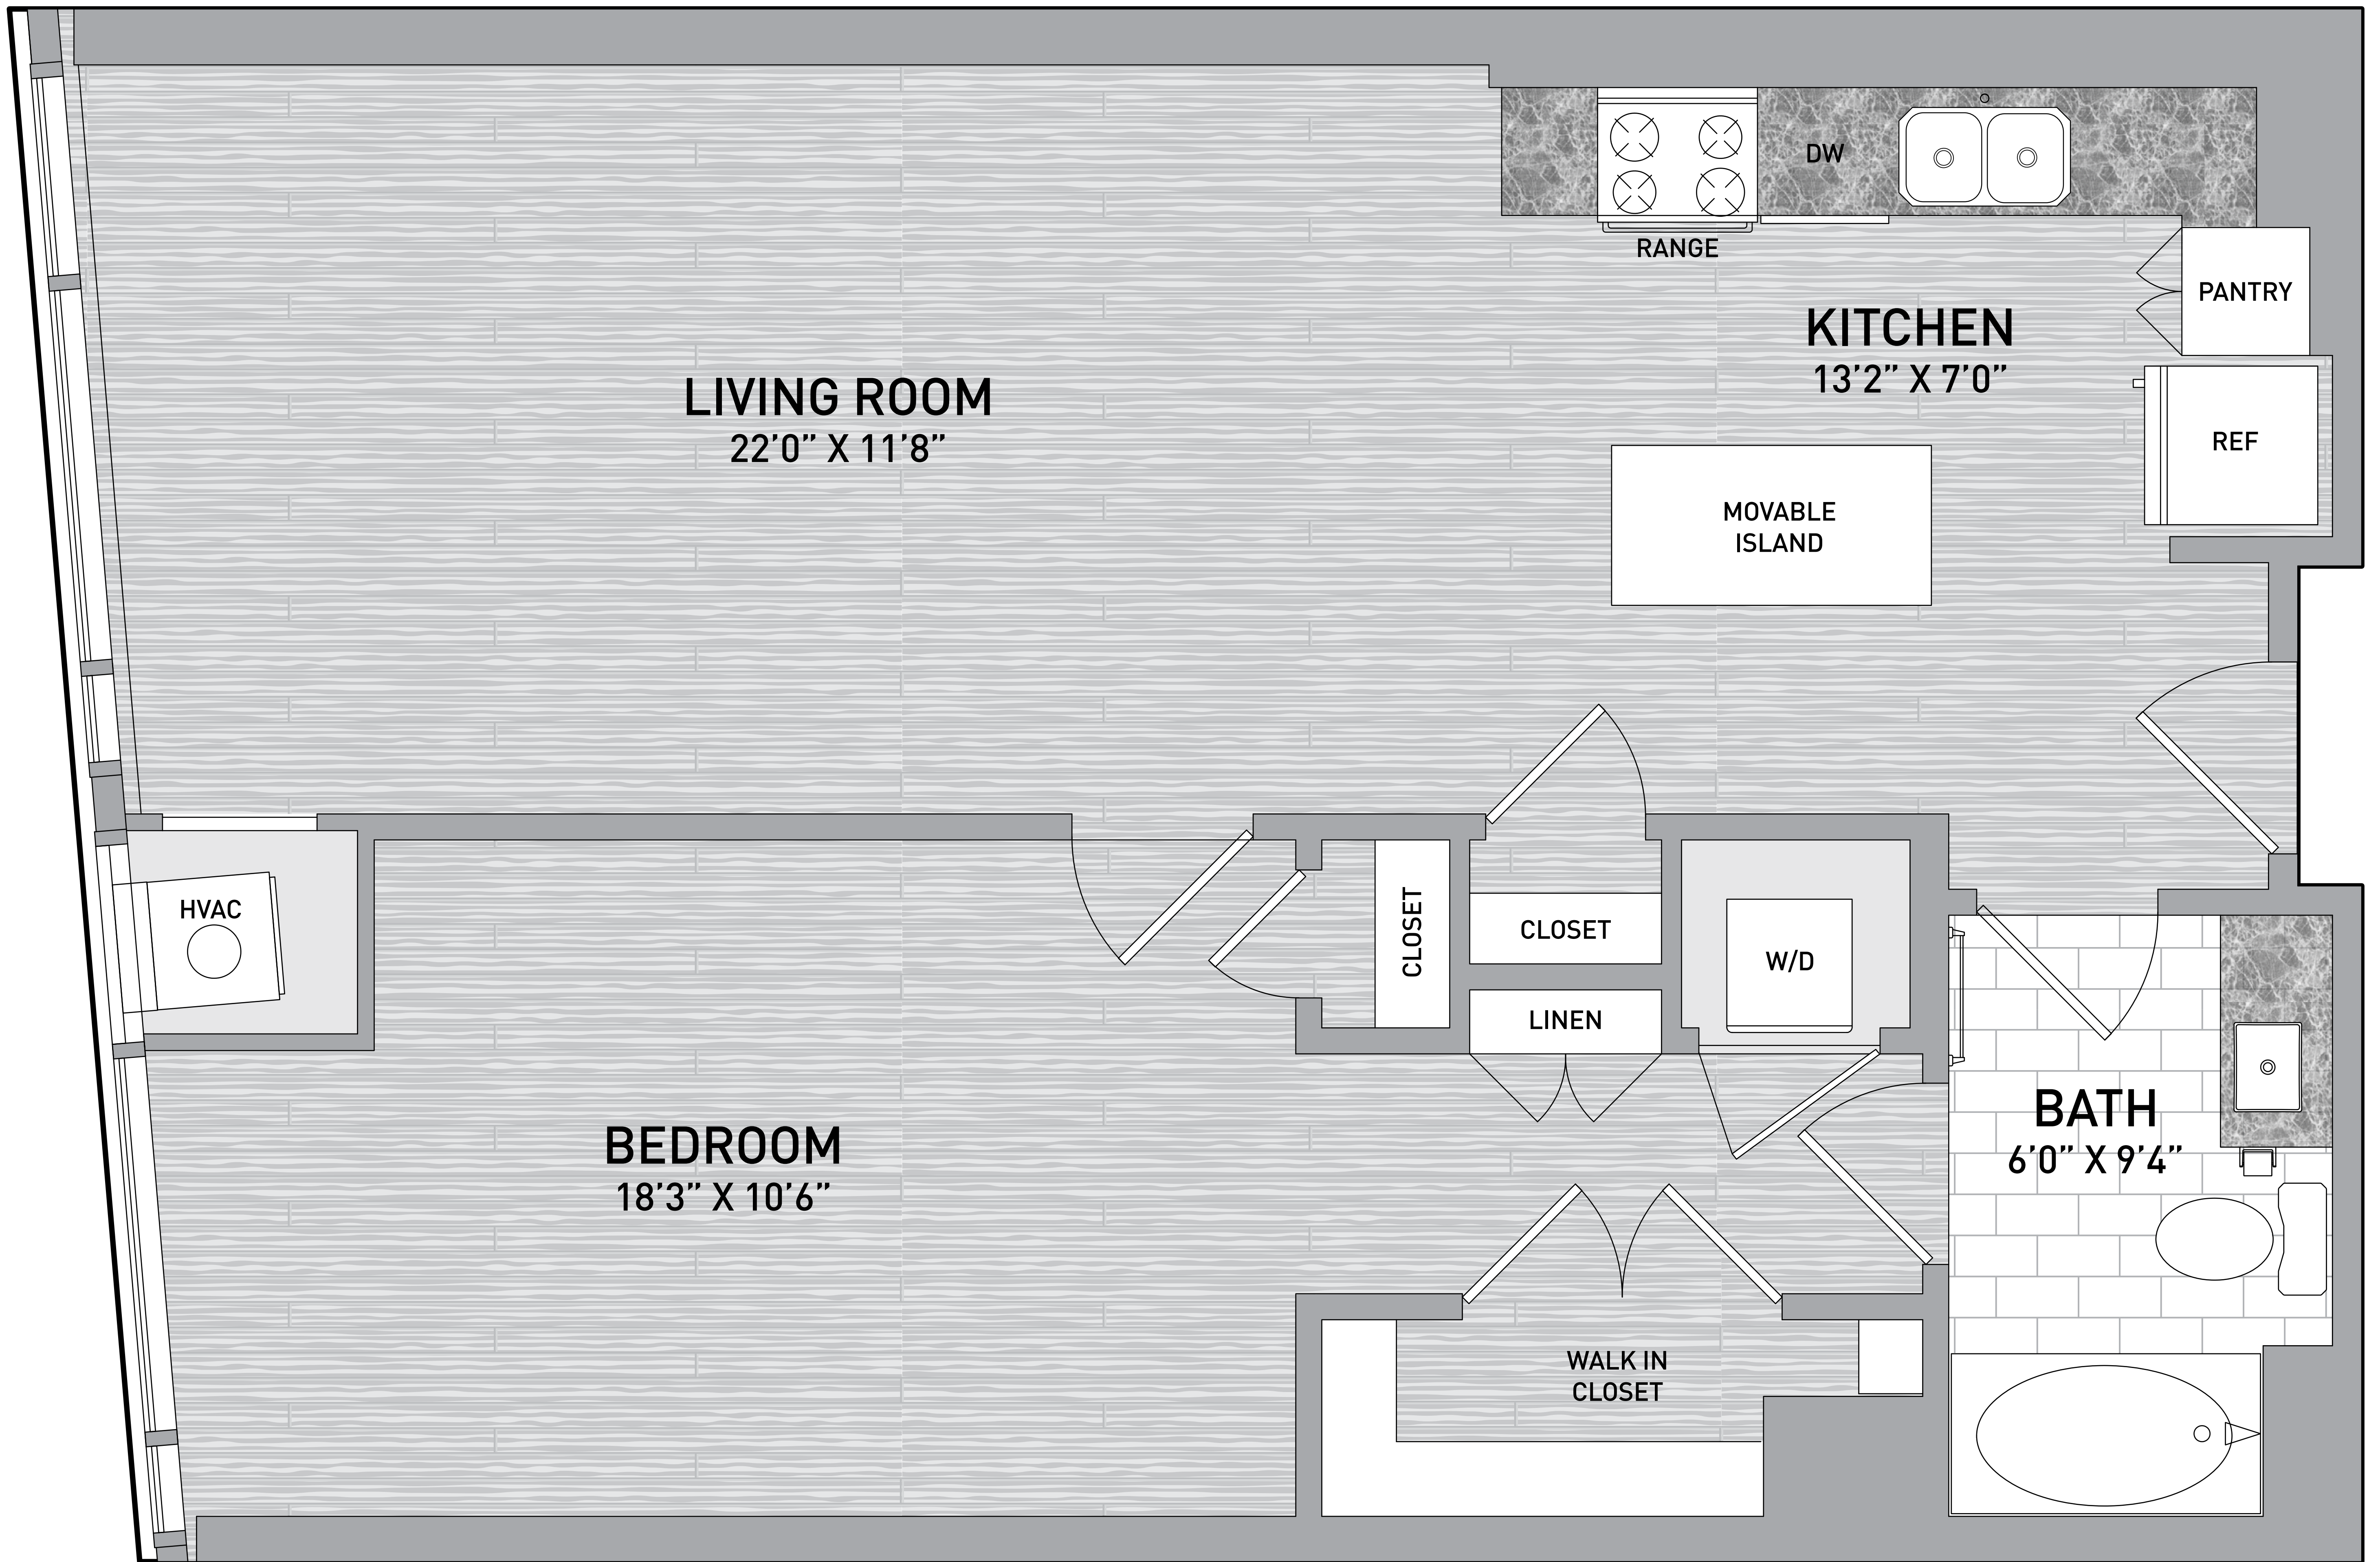 DW
RANGE
PANTRY
KITCHEN
13’2” X 7’0”
LIVING ROOM
22’0” X 11’8”
REF
MOVABLE
ISLAND
HVAC
CLOSET
CLOSET
W/D
LINEN
BATH
6’0” X 9’4”
BEDROOM
18’3” X 10’6”
WALK IN
CLOSET